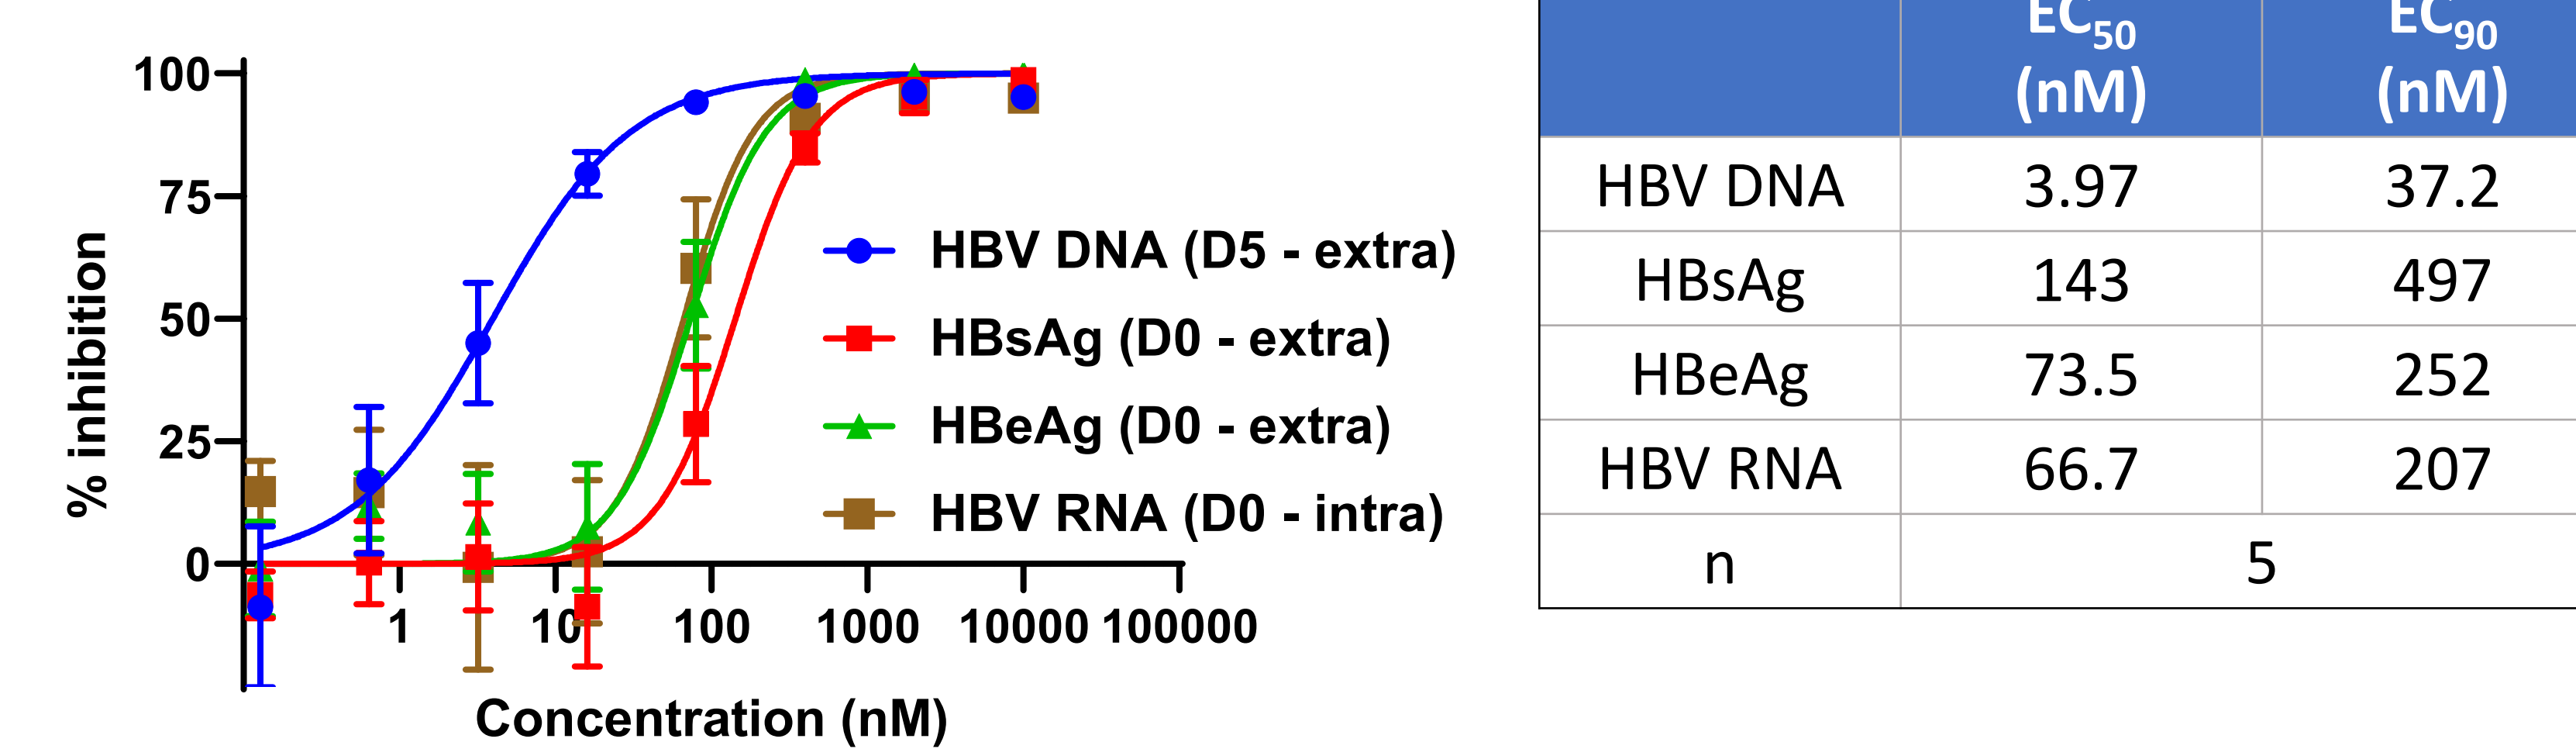 % inhibition
100
75
50
25
0
1 10 100 1000 10000 100000
Concentration (nM)
HBV DNA (D5 - extra)
HBsAg (D0 - extra)
HBeAg (D0 - extra)
HBV RNA (D0 - intra)
EC50 (nM) EC90 (nM)
HBV DNA 3.97 37.2
HBsAg 143 497
HBeAg 73.5 252
HBV RNA 66.7 207
n 5